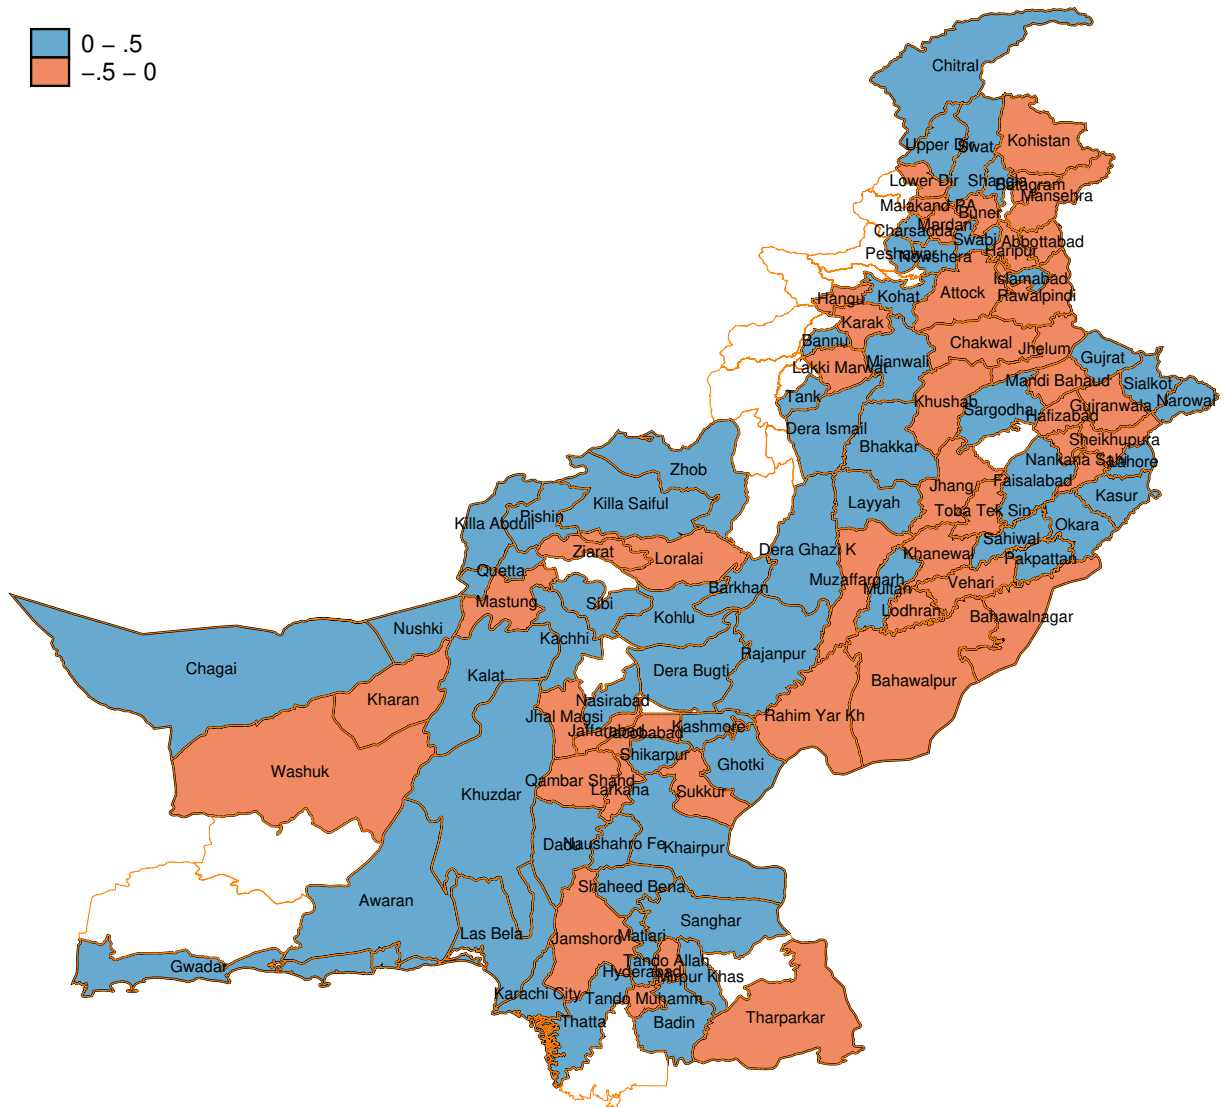 0 – .5
–.5 – 0
Chitral
Upper Dir
Swat
Kohistan
Lower Dir
Shangla
Batagram
Mansehra
Malakand PA
Buner
Mardan
Charsadda
Swabi
Abbottabad
Haripur
Peshawar
Nowshera
Islamabad
Rawalpindi
Attock
Hangu
Kohat
Karak
Bannu
Chakwal
Jhelum
Gujrat
Mianwali
Lakki Marwat
Mandi Bahaud
Sialkot
Tank
Khushab
Sargodha
Hafizabad
Gujranwala
Narowal
Dera Ismail
Bhakkar
Sheikhupura
Nankana Sahi
Lahore
Zhob
Faisalabad
Jhang
Kasur
Killa Saiful
Layyah
Toba Tek Sin
Killa Abdull
Pishin
Okara
Sahiwal
Ziarat
Loralai
Dera Ghazi K
Khanewal
Pakpattan
Quetta
Barkhan
Muzaffargarh
Multan
Vehari
Mastung
Sibi
Kohlu
Lodhran
Bahawalnagar
Nushki
Kachhi
Rajanpur
Chagai
Kalat
Dera Bugti
Bahawalpur
Kharan
Nasirabad
Jhal Magsi
Rahim Yar Kh
Jaffarabad
Jacobabad
Kashmore
Shikarpur
Ghotki
Washuk
Qambar Shahd
Larkana
Sukkur
Khuzdar
Dadu
Naushahro Fe
Khairpur
Shaheed Bena
Awaran
Sanghar
Las Bela
Jamshoro
Matiari
Tando Allah
Gwadar
Hyderabad
Mirpur Khas
Karachi City
Tando Muhamm
Thatta
Badin
Tharparkar